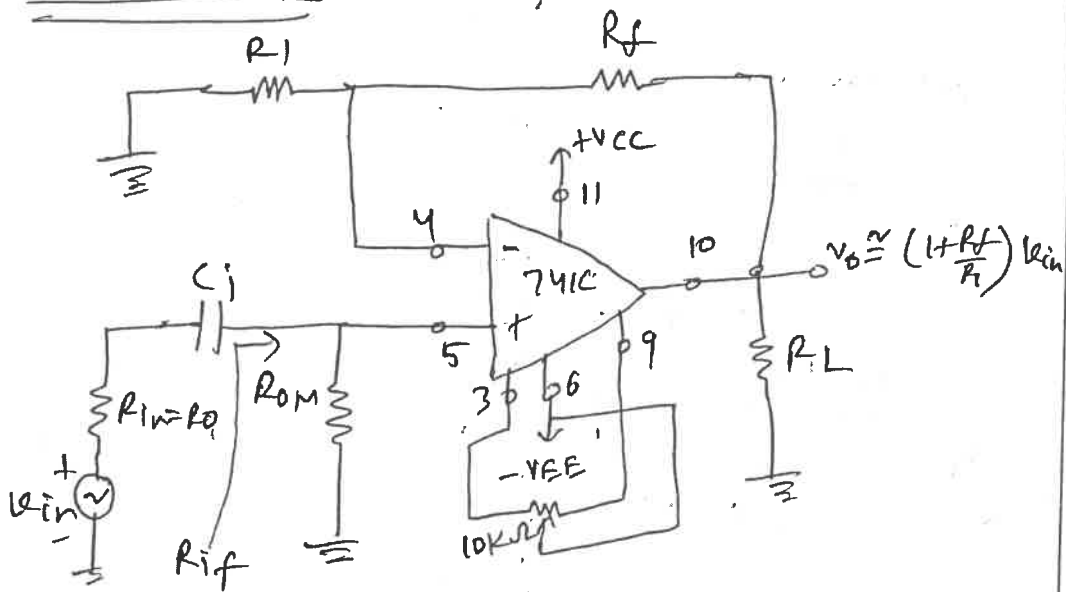 R1
Rf
+VCC
11
4
-
10
vo ≅ (1+Rf/R1) vin
741C
Ci
+
5
9
RL
ROM
3
6
Rin=Ro
-VEE
+
vin
-
10KΩ
Rif